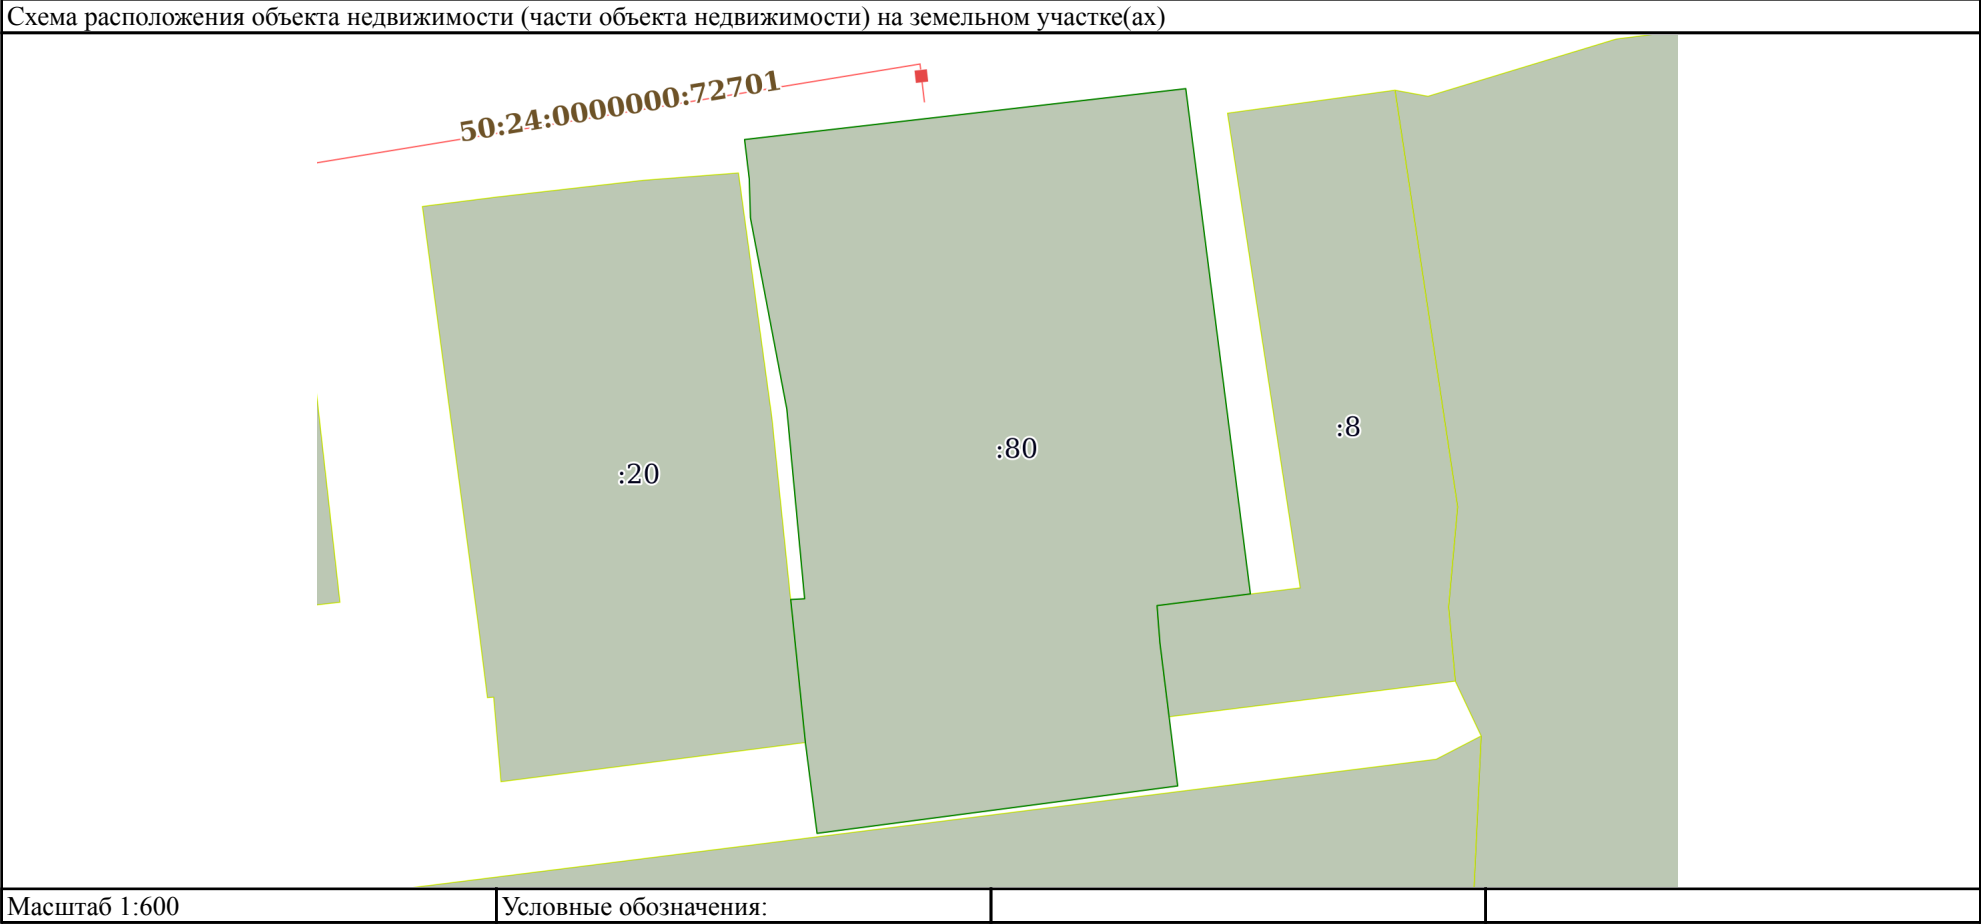 Схема расположения объекта недвижимости (части объекта недвижимости) на земельном участке(ах)
50:24:0000000:72701
:8
:80
:20
Масштаб 1:600
Условные обозначения: